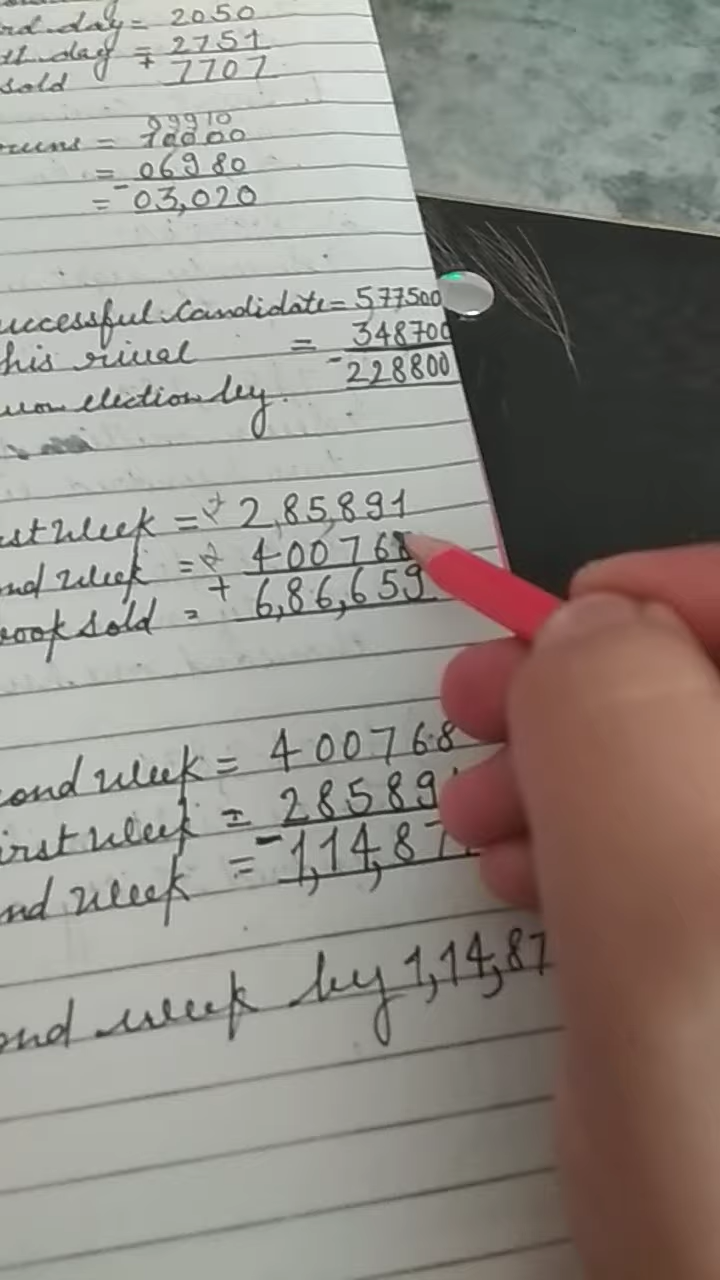 rd day = 2050
th day = 2751
sold + 7707
99910
runs = 10000
= 06980
= - 03,020
uccessful candidate = 577500
his rival = 348700
won election by - 228800
st week = ₹ 2,85,891
nd week = ₹ 400768
book sold = + 6,86,659
ond week = 400768
irst week = 28589
nd week = - 1,14,87
ond week by 1,14,87